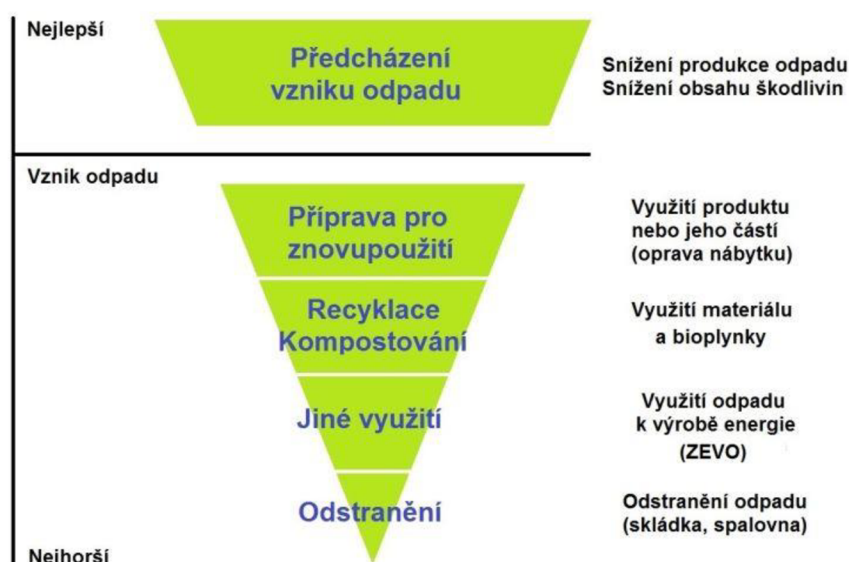 Nejlepší
Předcházení
vzniku odpadu
Snížení produkce odpadu
Snížení obsahu škodlivin
Vznik odpadu
Příprava pro
znovupoužití
Využití produktu
nebo jeho částí
(oprava nábytku)
Recyklace
Kompostování
Využití materiálu
a bioplynky
Jiné využití
Využití odpadu
k výrobě energie
(ZEVO)
Odstranění
Odstranění odpadu
(skládka, spalovna)
Nejhorší